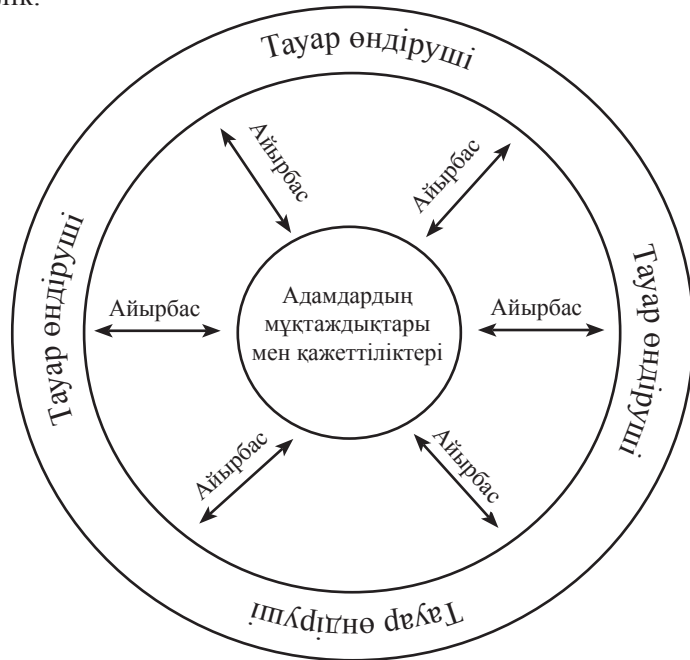 Тауар өндіруші
Айырбас
Айырбас
Тауар өндіруші
Айырбас
Адамдардың
мұқтаждықтары
мен қажеттіліктері
Айырбас
Тауар өндіруші
Айырбас
Айырбас
Тауар өндіруші